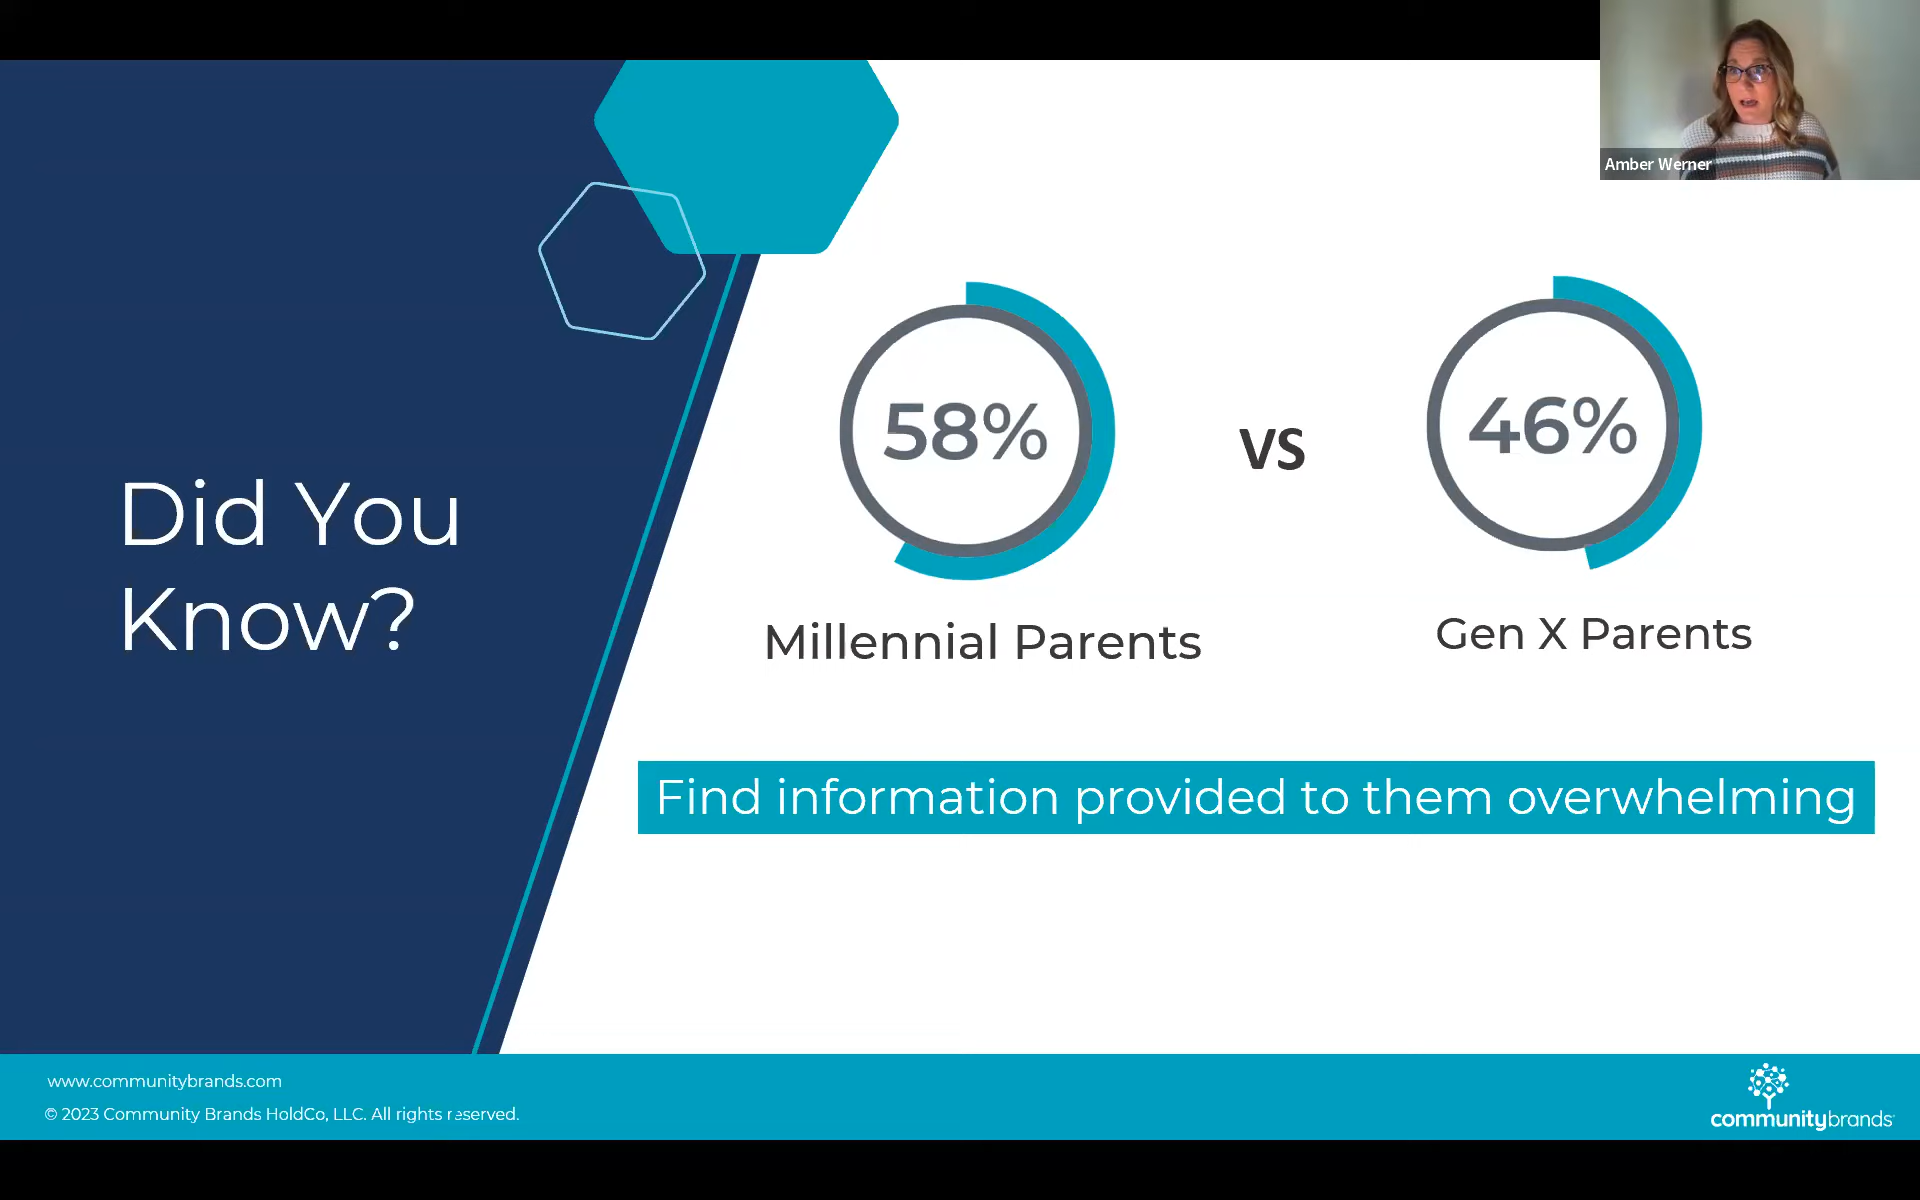 Amber Werner
Did You
Know?
58%
VS
46%
Millennial Parents
Gen X Parents
Find information provided to them overwhelming
www.communitybrands.com
© 2023 Community Brands HoldCo, LLC. All rights reserved.
communitybrands